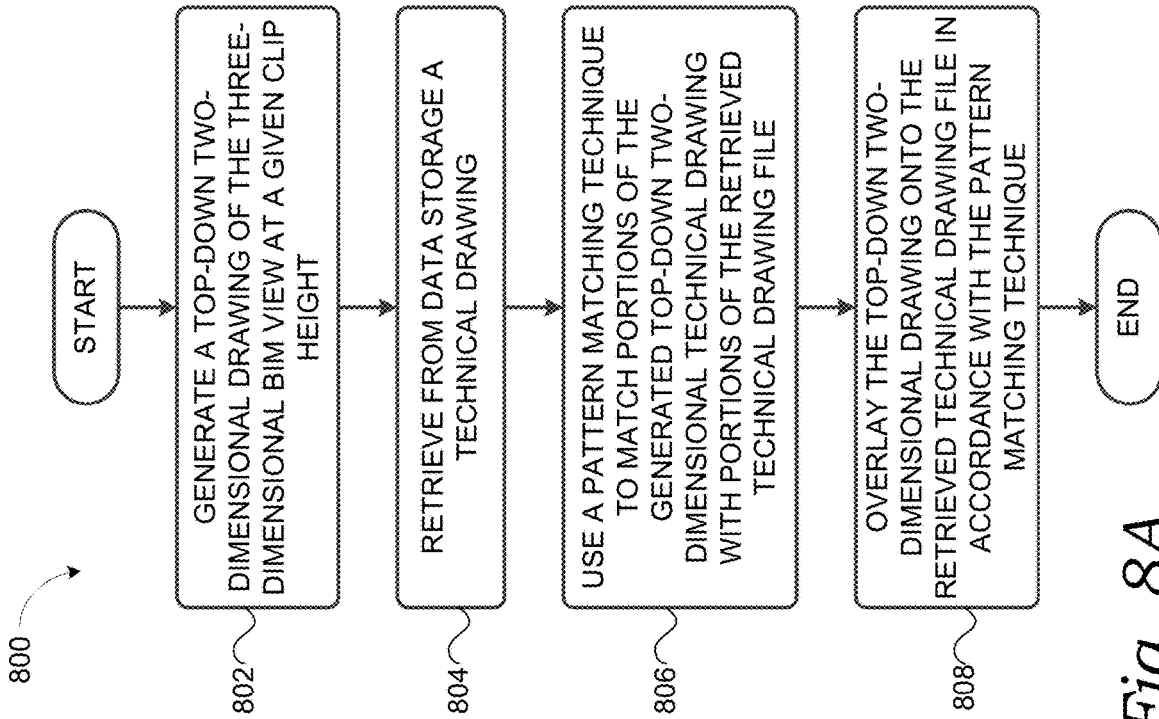 800
START
802
GENERATE A TOP-DOWN TWO-
DIMENSIONAL DRAWING OF THE THREE-
DIMENSIONAL BIM VIEW AT A GIVEN CLIP
HEIGHT
804
RETRIEVE FROM DATA STORAGE A
TECHNICAL DRAWING
806
USE A PATTERN MATCHING TECHNIQUE
TO MATCH PORTIONS OF THE
GENERATED TOP-DOWN TWO-
DIMENSIONAL TECHNICAL DRAWING
WITH PORTIONS OF THE RETRIEVED
TECHNICAL DRAWING FILE
808
OVERLAY THE TOP-DOWN TWO-
DIMENSIONAL DRAWING ONTO THE
RETRIEVED TECHNICAL DRAWING FILE IN
ACCORDANCE WITH THE PATTERN
MATCHING TECHNIQUE
END
Fig. 8A